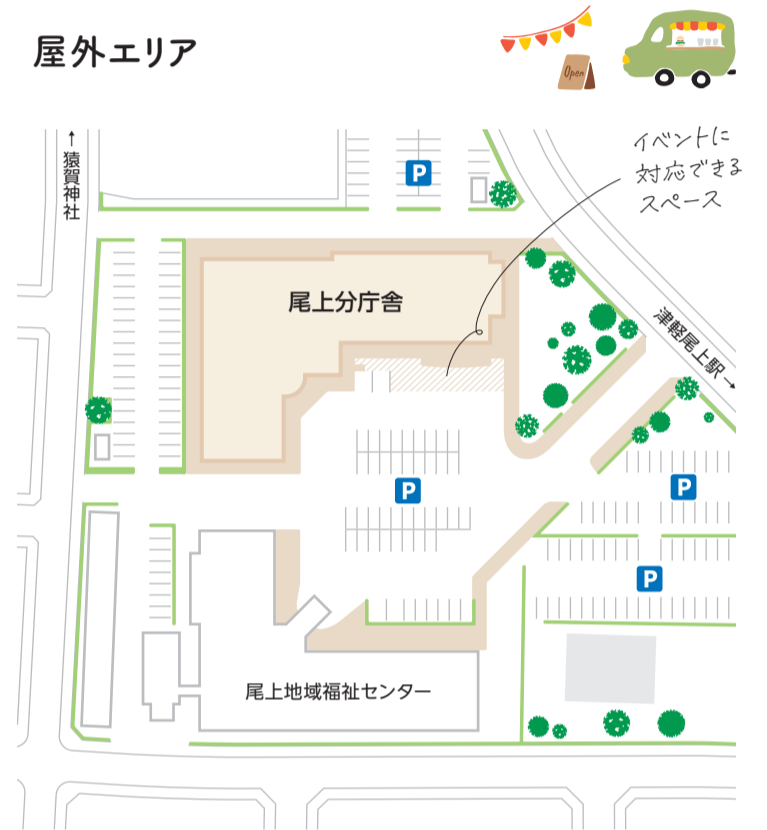 屋外エリア
Open
↑猿賀神社
P
イベントに
対応できる
スペース
尾上分庁舎
津軽尾上駅→
P
P
P
尾上地域福祉センター